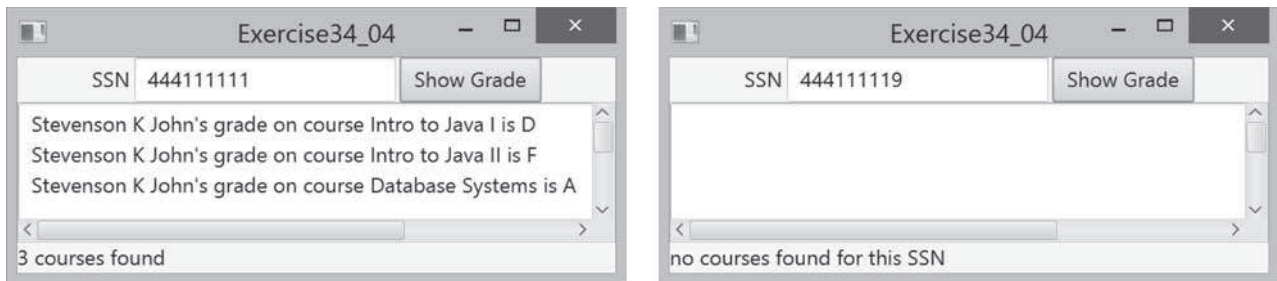 Exercise34_04
SSN 444111111 Show Grade
Stevenson K John's grade on course Intro to Java I is D
Stevenson K John's grade on course Intro to Java II is F
Stevenson K John's grade on course Database Systems is A
3 courses found
Exercise34_04
SSN 444111119 Show Grade
no courses found for this SSN